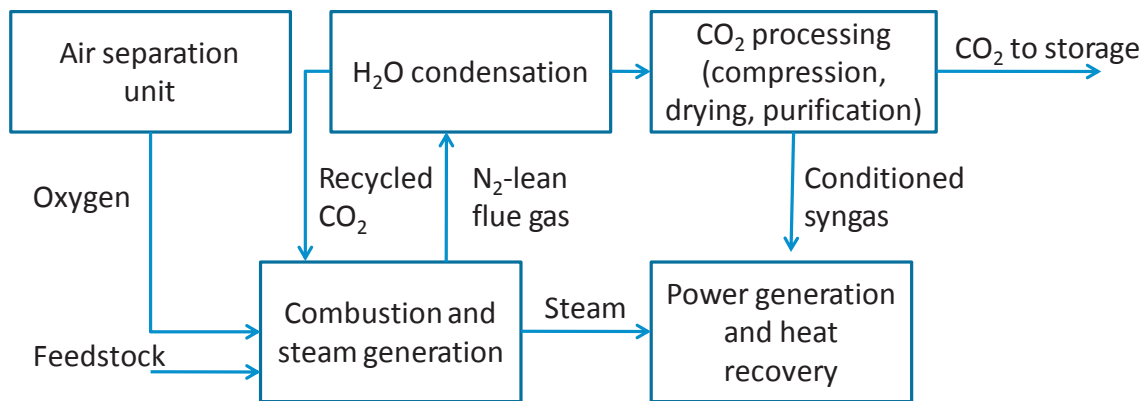 Air separation
unit
H₂O condensation
CO₂ processing
(compression,
drying, purification)
CO₂ to storage
Oxygen
Recycled
CO₂
N₂-lean
flue gas
Conditioned
syngas
Feedstock
Combustion and
steam generation
Steam
Power generation
and heat
recovery